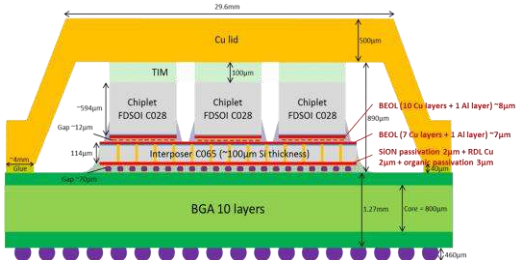 29.6mm
Cu lid
500μm
TIM
100μm
~594μm
Chiplet
FDSOI C028
Chiplet
FDSOI C028
Chiplet
FDSOI C028
890μm
BEOL (10 Cu layers + 1 Al layer) ~8μm
Gap ~12μm
BEOL (7 Cu layers + 1 Al layer) ~7μm
114μm
Interposer C065 (~100μm Si thickness)
SiON passivation 2μm + RDL Cu
2μm + organic passivation 3μm
~4mm
Glue
Gap ~70μm
40μm
BGA 10 layers
1.27mm
Core = 800μm
460μm